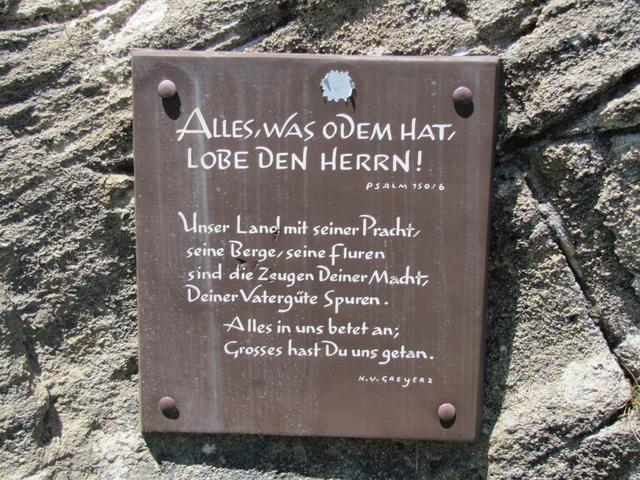 ALLES, WAS ODEM HAT,
LOBE DEN HERRN!
PSALM 150/6
Unser Land mit seiner Pracht,
seine Berge, seine Fluren
sind die Zeugen Deiner Macht,
Deiner Vatergüte Spuren.
Alles in uns betet an;
Grosses hast Du uns getan.
K.V. GREYERZ